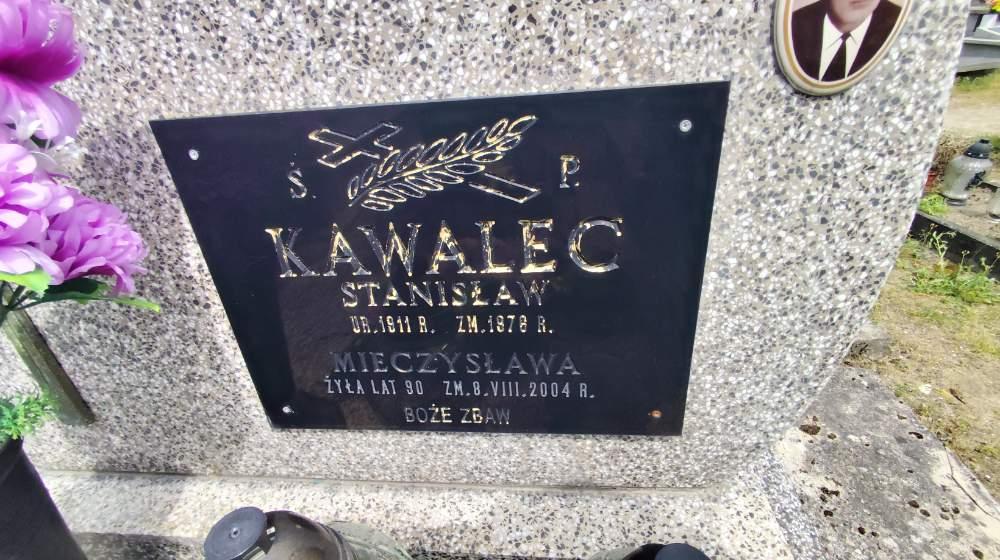 Ś. P.
KAWALEC
STANISŁAW
UR.1911 R. ZM.1978 R.
MIECZYSŁAWA
ŻYŁA LAT 90 ZM.8.VIII.2004 R.
BOŻE ZBAW